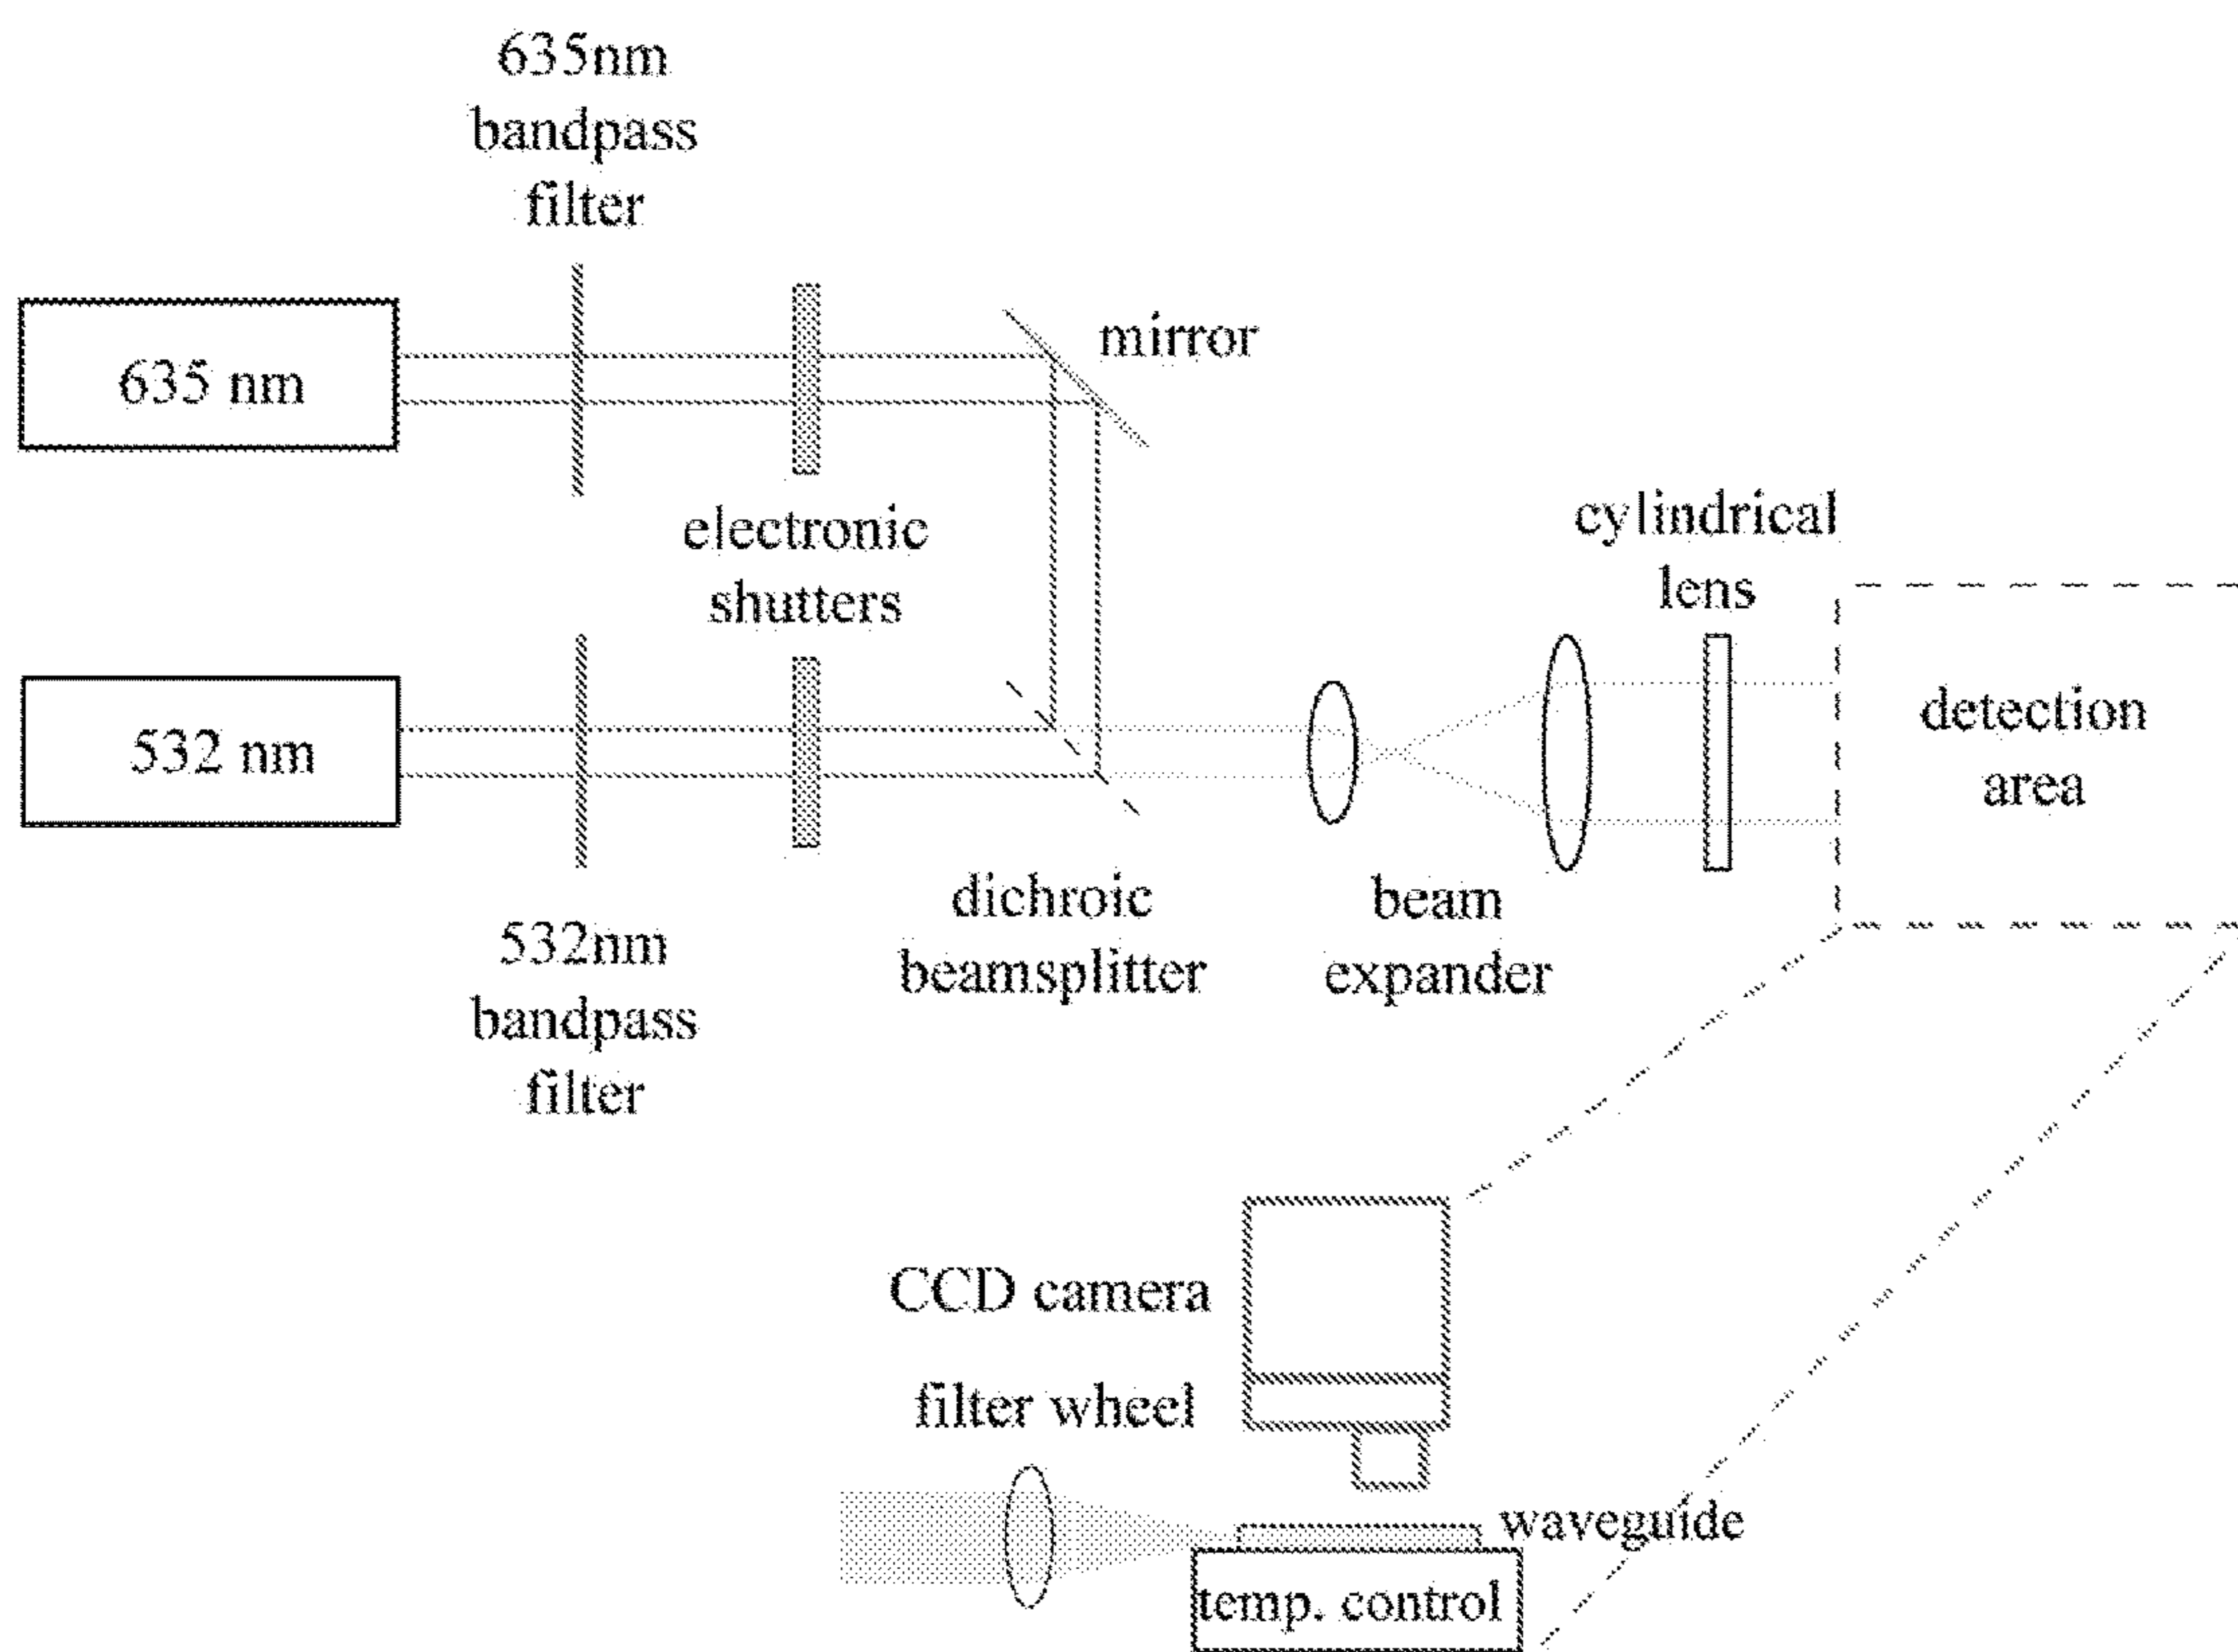 635nm
bandpass
filter
635 nm
mirror
electronic
shutters
cylindrical
lens
532 nm
detection
area
532nm
bandpass
filter
dichroic
beamsplitter
beam
expander
CCD camera
filter wheel
waveguide
temp. control